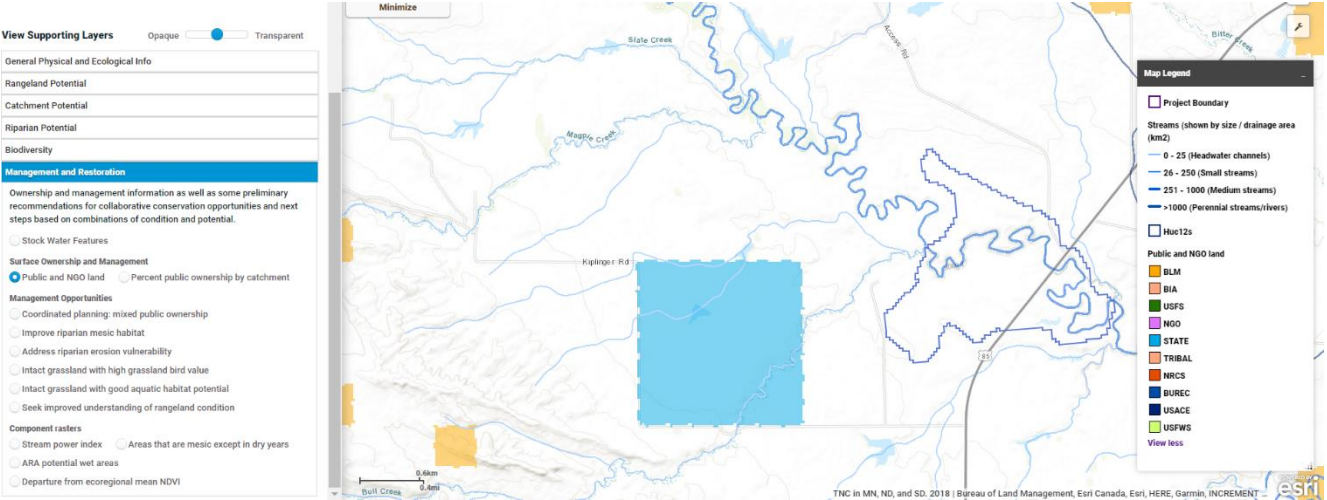 View Supporting Layers
Opaque
Transparent
General Physical and Ecological Info
Rangeland Potential
Catchment Potential
Riparian Potential
Biodiversity
Management and Restoration
Ownership and management information as well as some preliminary
recommendations for collaborative conservation opportunities and next
steps based on combinations of condition and potential.
Stock Water Features
Surface Ownership and Management
Public and NGO land
Percent public ownership by catchment
Management Opportunities
Coordinated planning: mixed public ownership
Improve riparian mesic habitat
Address riparian erosion vulnerability
Intact grassland with high grassland bird value
Intact grassland with good aquatic habitat potential
Seek improved understanding of rangeland condition
Component rasters
Stream power index
Areas that are mesic except in dry years
ARA potential wet areas
Departure from ecoregional mean NDVI
Minimize
Slate Creek
Access Rd
Magpie Creek
Kiplinger Rd
85
Bitter Creek
Bull Creek
0.6km
0.4mi
Map Legend
Project Boundary
Streams (shown by size / drainage area
(km2)
0 - 25 (Headwater channels)
26 - 250 (Small streams)
251 - 1000 (Medium streams)
>1000 (Perennial streams/rivers)
Huc12s
Public and NGO land
BLM
BIA
USFS
NGO
STATE
TRIBAL
NRCS
BUREC
USACE
USFWS
View less
TNC in MN, ND, and SD. 2018 | Bureau of Land Management, Esri Canada, Esri, HERE, Garmin, INCREMENT
esri